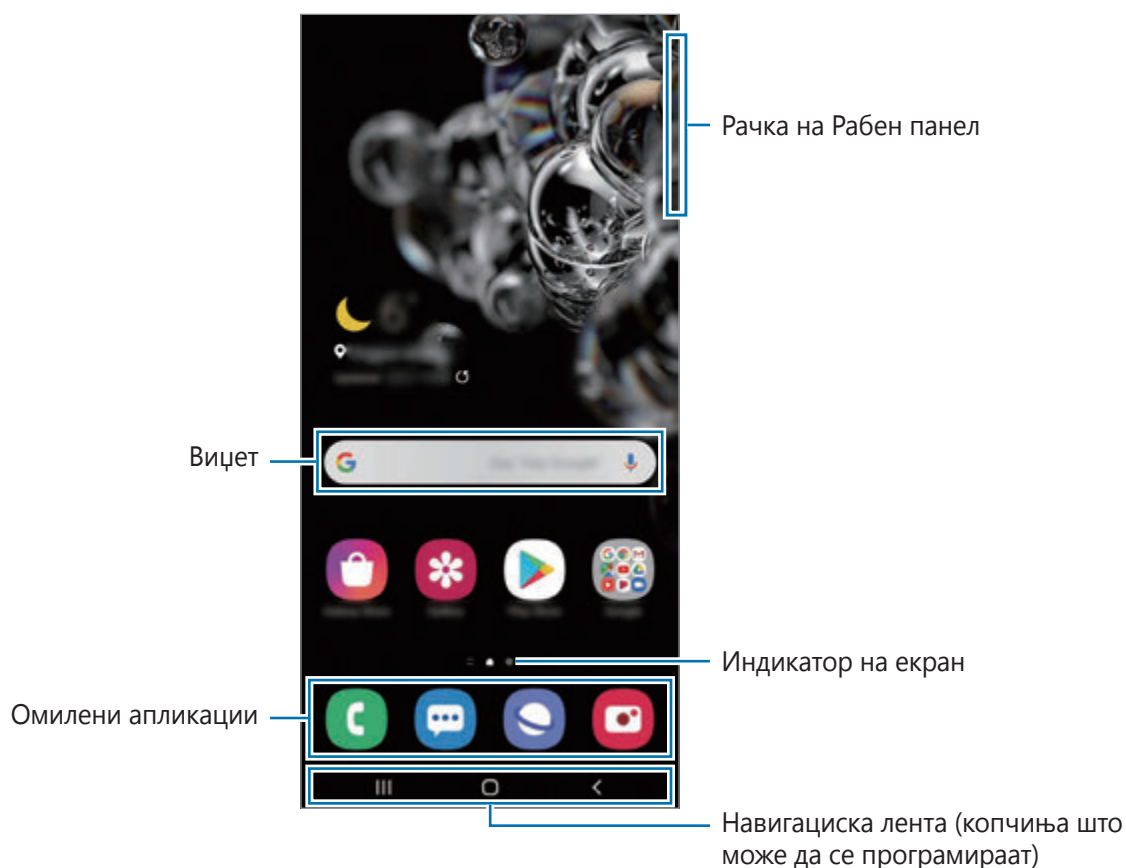 Рачка на Рабен панел
Виџет
Индикатор на екран
Омилени апликации
Навигациска лента (копчиња што
може да се програмираат)